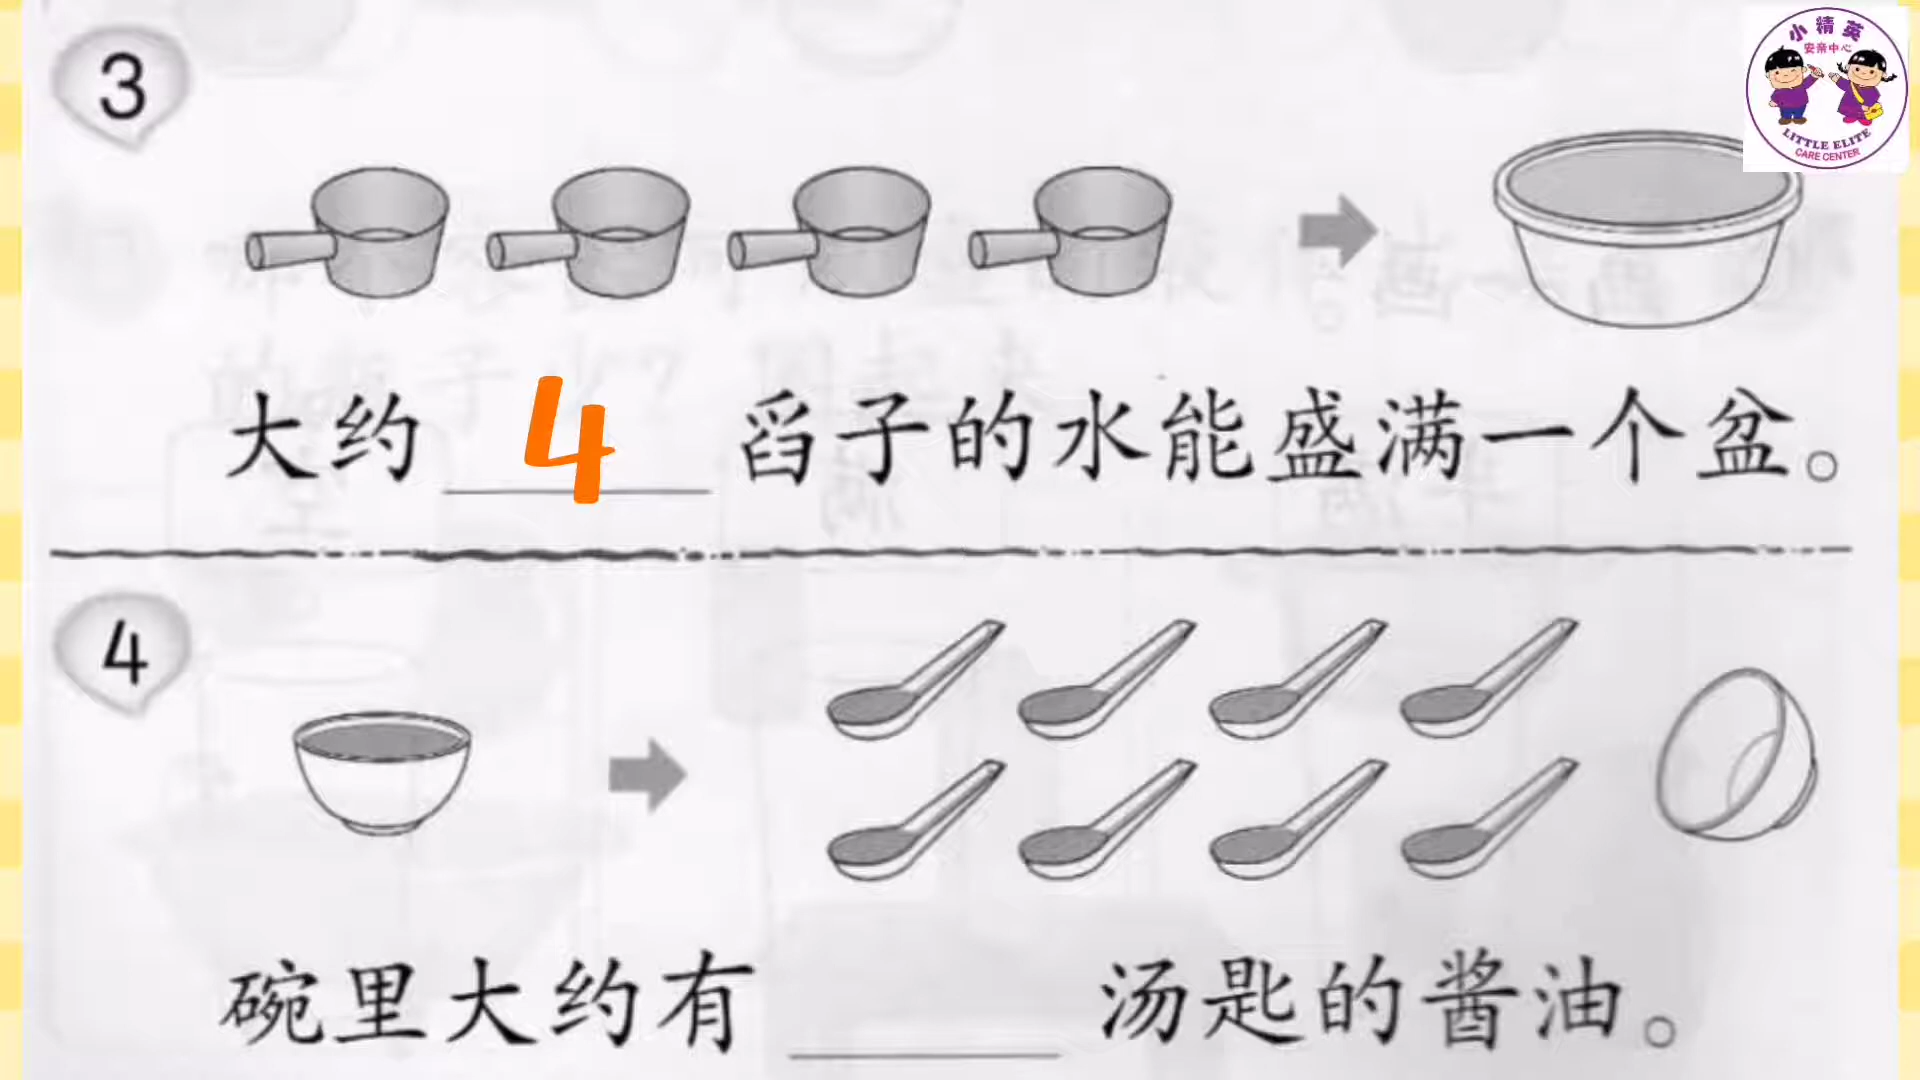 3
小精英
安亲中心
LITTLE ELITE
CARE CENTER
大约 4 舀子的水能盛满一个盆。
4
碗里大约有 ______ 汤匙的酱油。